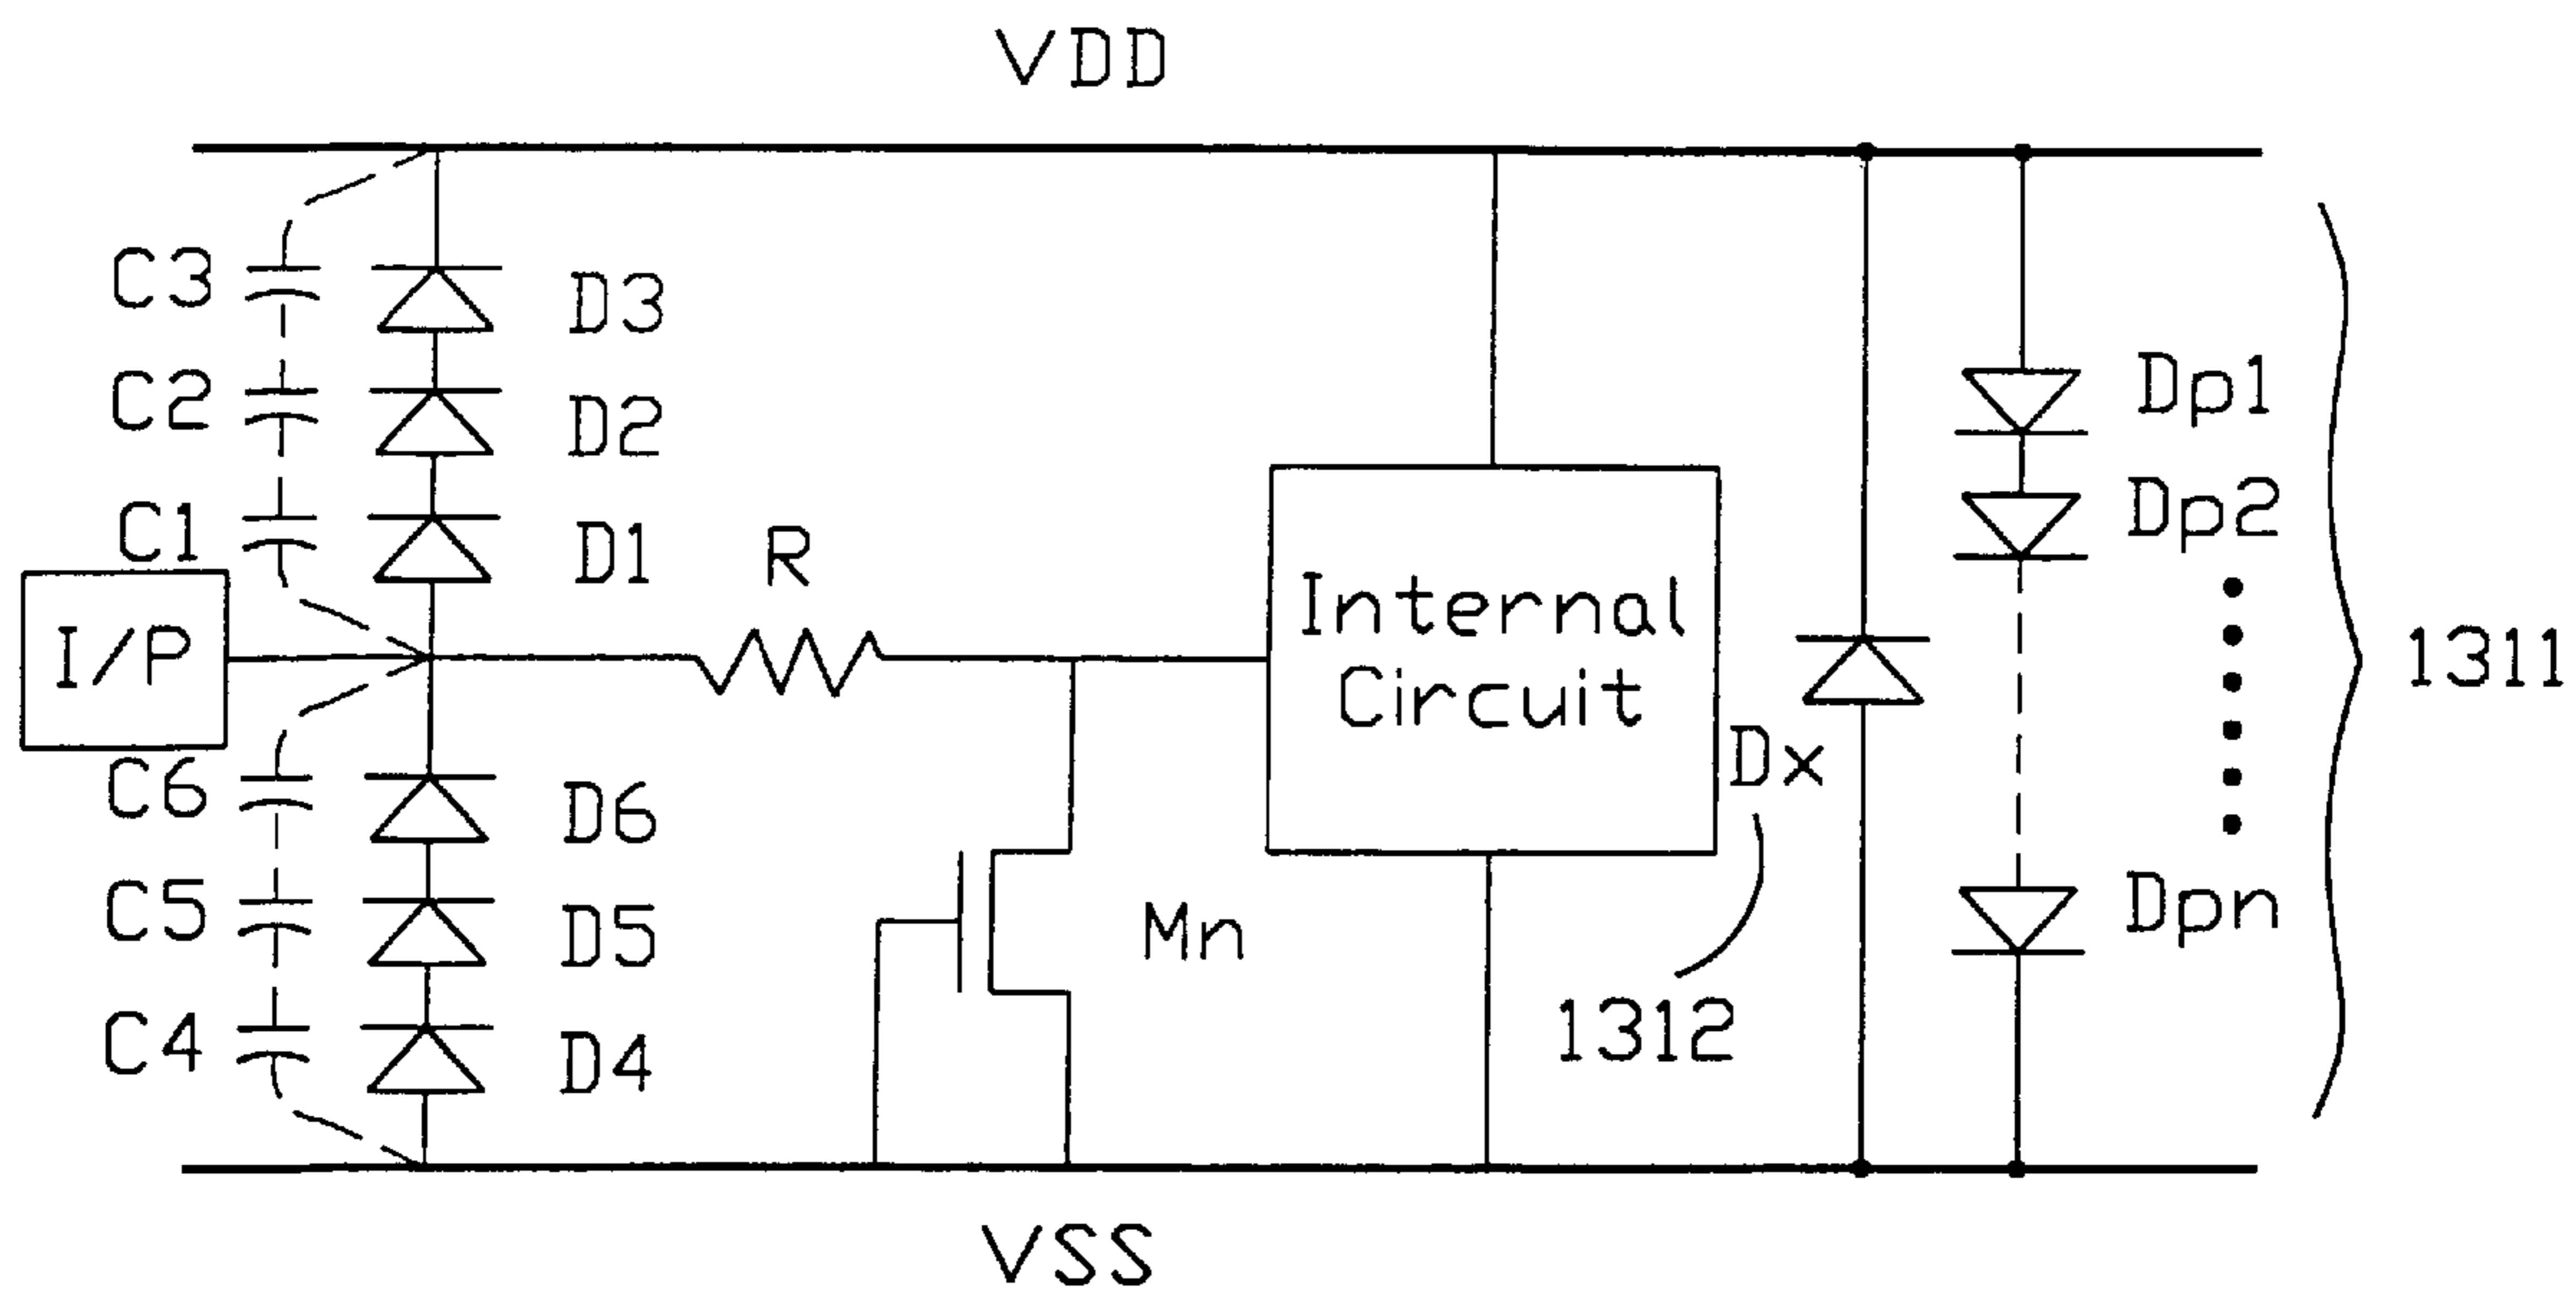 VDD
C3
D3
C2
D2
C1
D1
R
I/P
Internal
Circuit
Dp1
Dp2
Dpn
1311
Dx
1312
C6
D6
C5
D5
Mn
C4
D4
VSS